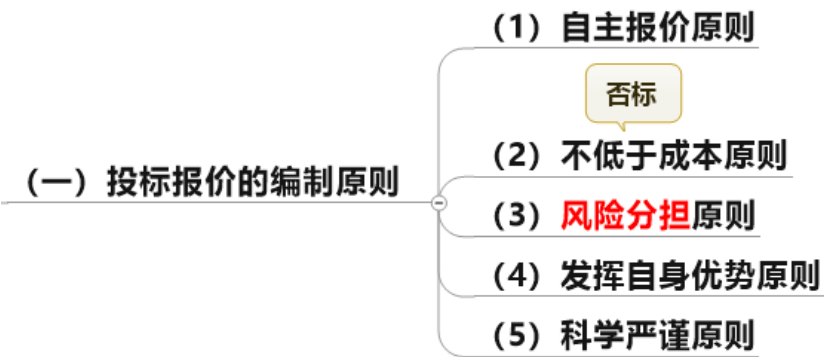 （1）自主报价原则
否标
（2）不低于成本原则
（一）投标报价的编制原则
（3）风险分担原则
（4）发挥自身优势原则
（5）科学严谨原则